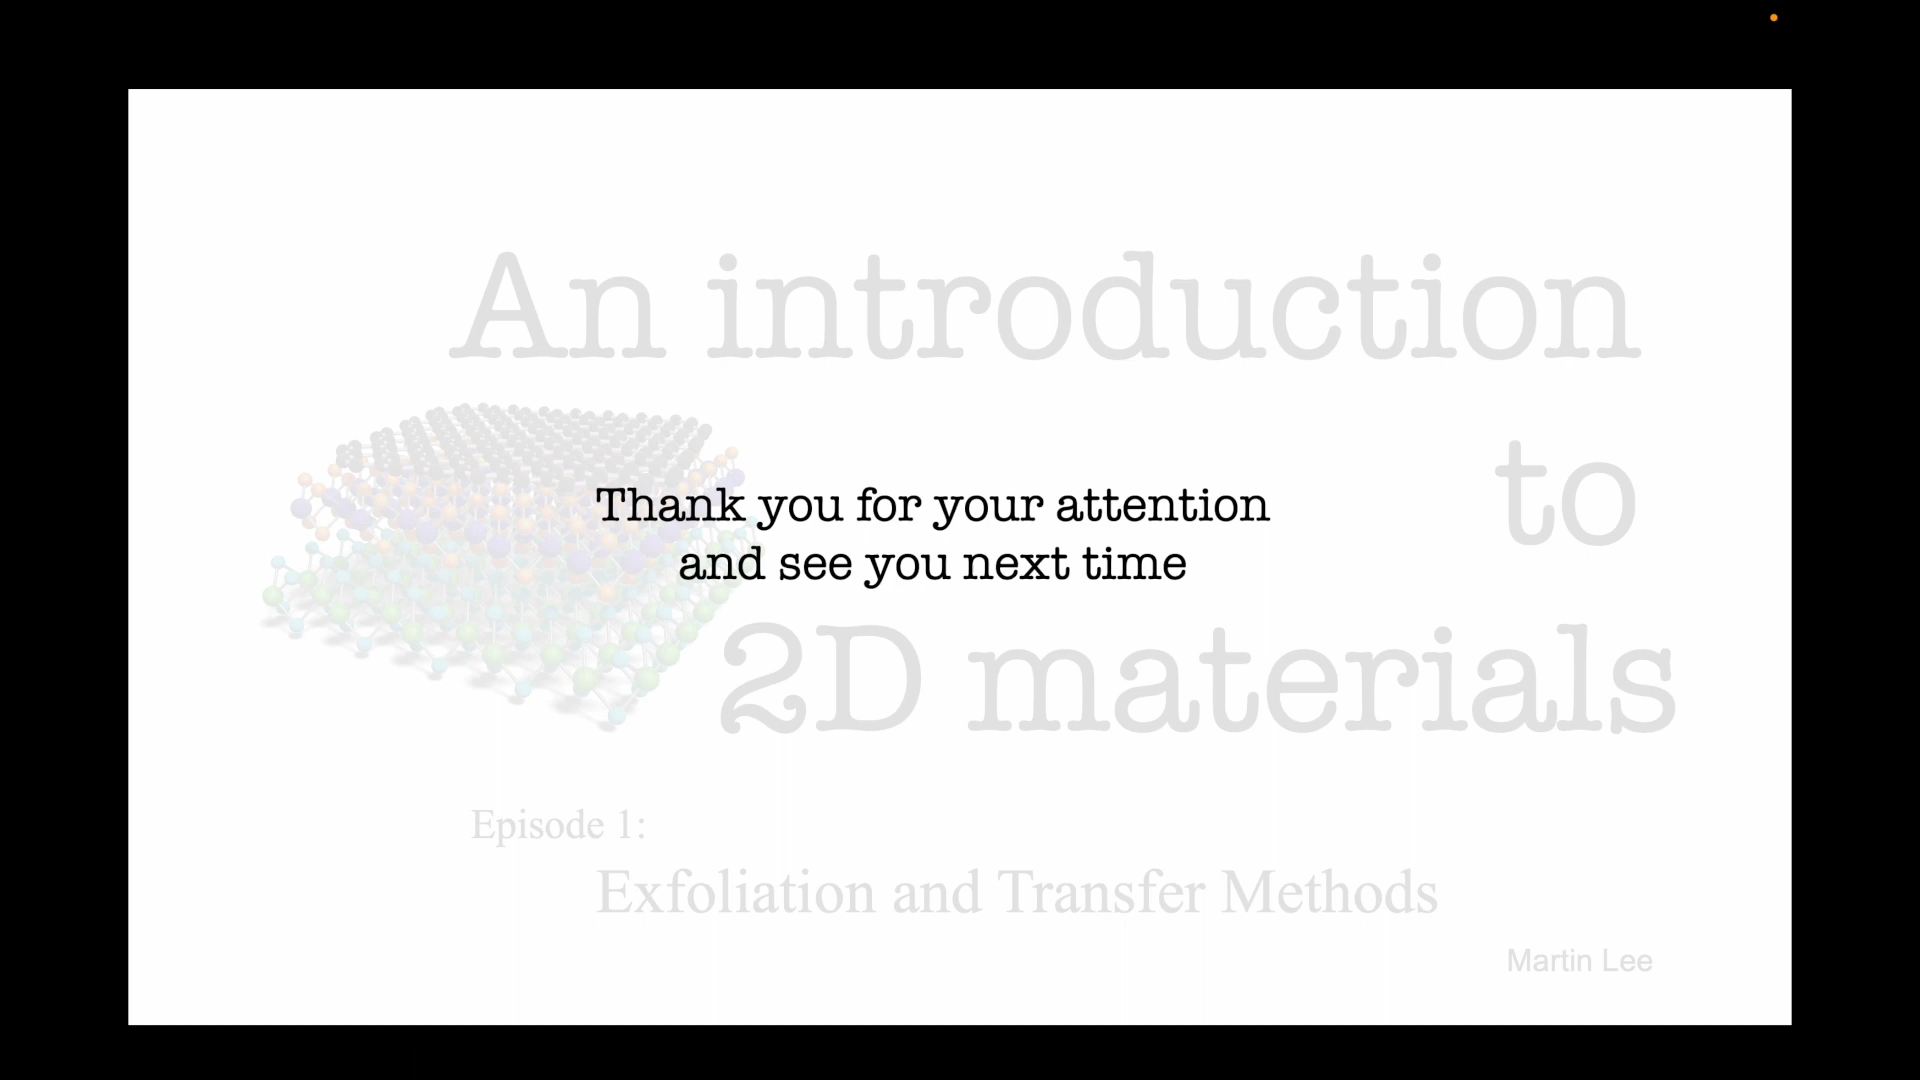 An introduction
to
Thank you for your attention
and see you next time
2D materials
Episode 1:
Exfoliation and Transfer Methods
Martin Lee